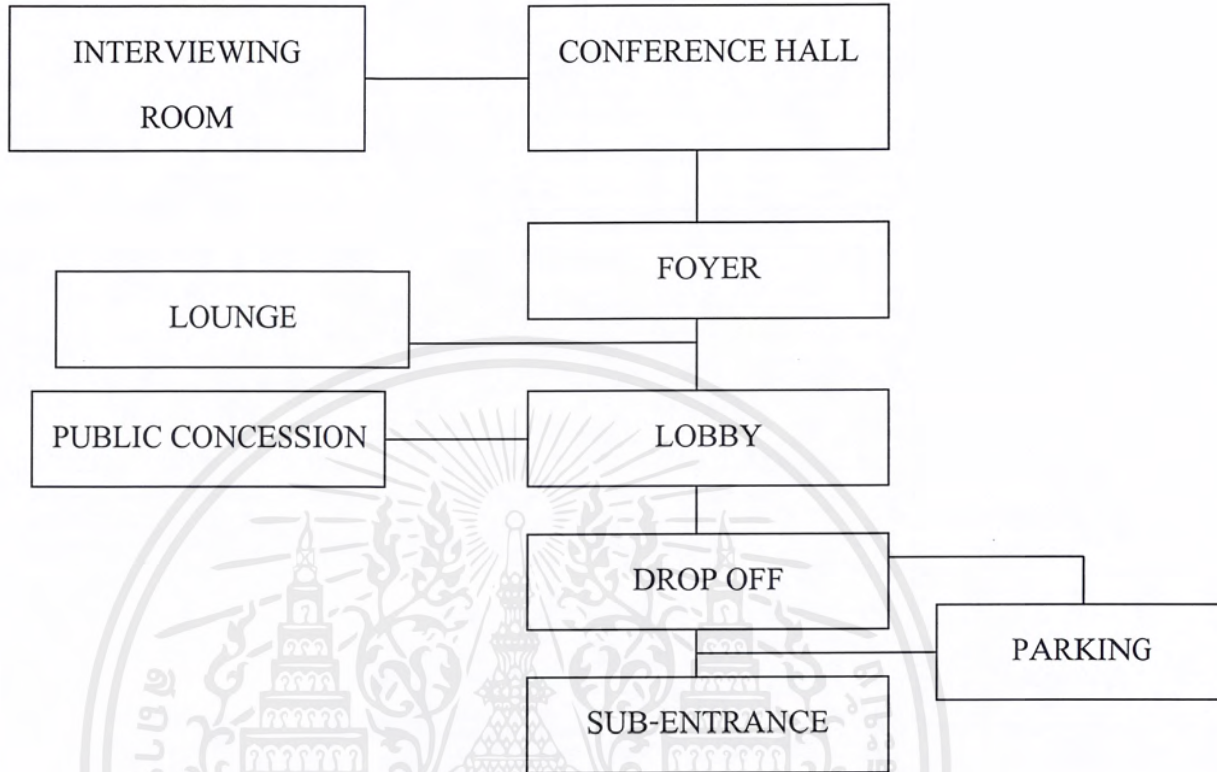 INTERVIEWING
ROOM
CONFERENCE HALL
FOYER
LOUNGE
PUBLIC CONCESSION
LOBBY
DROP OFF
PARKING
SUB-ENTRANCE